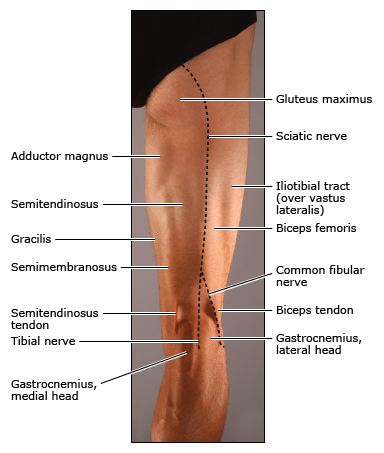 Gluteus maximus
Sciatic nerve
Adductor magnus
Iliotibial tract
(over vastus
lateralis)
Semitendinosus
Biceps femoris
Gracilis
Semimembranosus
Common fibular
nerve
Semitendinosus
tendon
Biceps tendon
Tibial nerve
Gastrocnemius,
lateral head
Gastrocnemius,
medial head